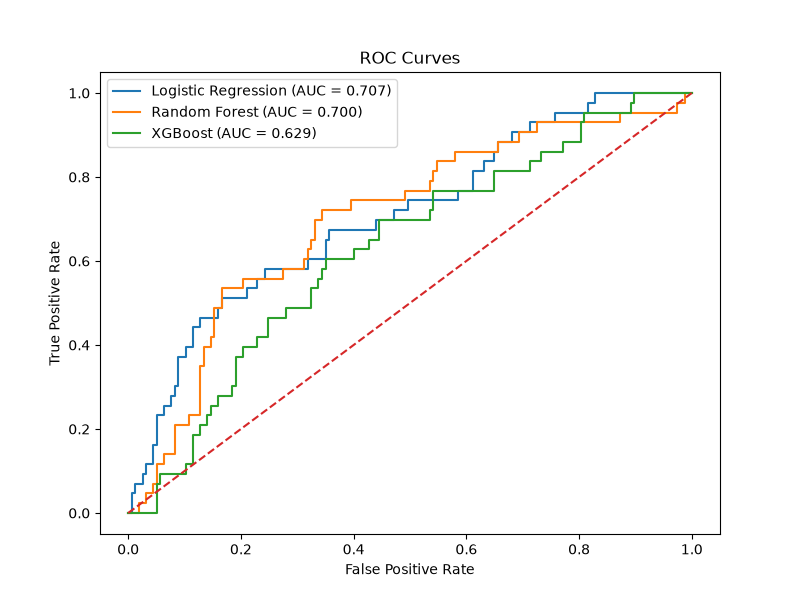 ROC Curves
Logistic Regression (AUC = 0.707)
Random Forest (AUC = 0.700)
XGBoost (AUC = 0.629)
True Positive Rate
1.0
0.8
0.6
0.4
0.2
0.0
0.0 0.2 0.4 0.6 0.8 1.0
False Positive Rate